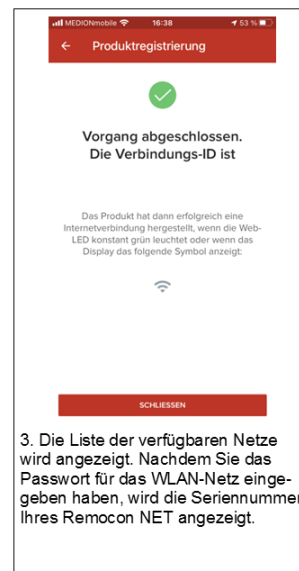 MEDIONmobile 16:38 53 %
Produktregistrierung
Vorgang abgeschlossen.
Die Verbindungs-ID ist
Das Produkt hat dann erfolgreich eine
Internetverbindung hergestellt, wenn die Web-
LED konstant grün leuchtet oder wenn das
Display das folgende Symbol anzeigt:
SCHLIESSEN
3. Die Liste der verfügbaren Netze
wird angezeigt. Nachdem Sie das
Passwort für das WLAN-Netz einge-
geben haben, wird die Seriennummer
Ihres Remocon NET angezeigt.